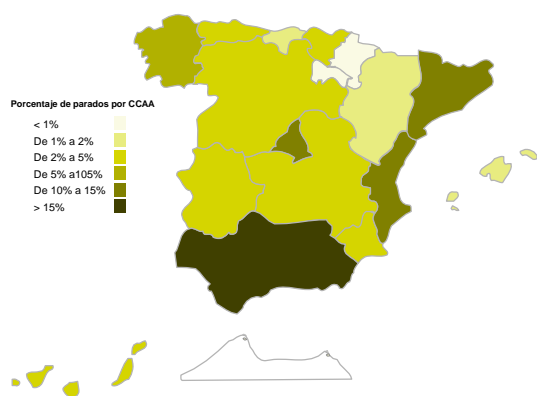 Porcentaje de parados por CCAA
< 1%
De 1% a 2%
De 2% a 5%
De 5% a105%
De 10% a 15%
> 15%